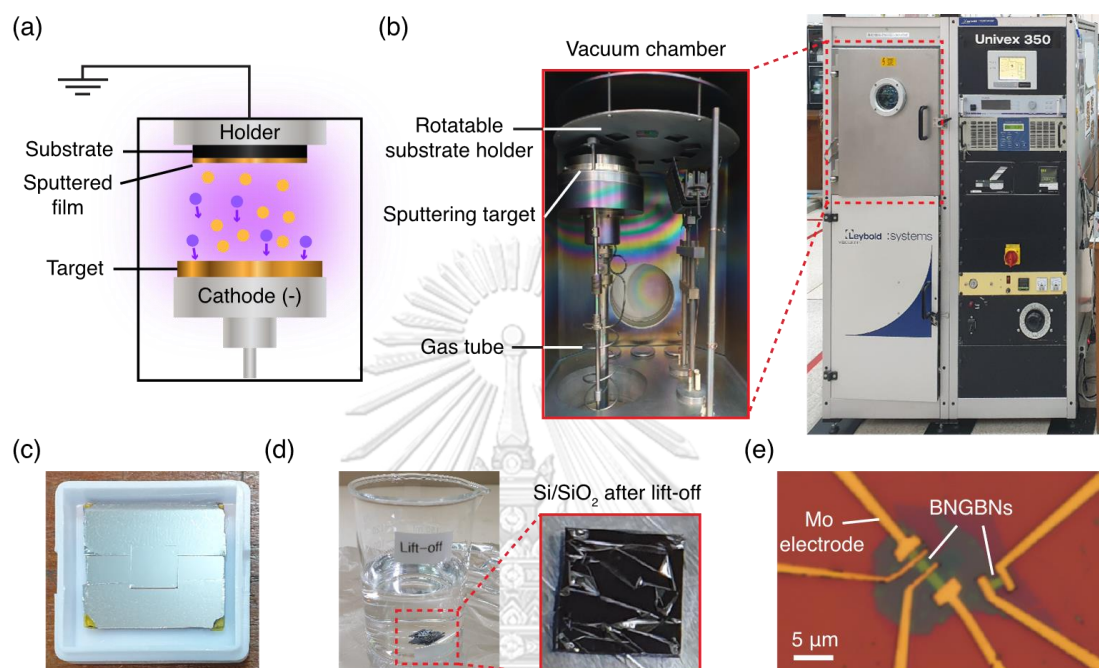 (a)
Holder
Substrate
Sputtered
film
Target
Cathode (-)
(b)
Vacuum chamber
Rotatable
substrate holder
Sputtering target
Gas tube
Univex 350
Leybold systems
(c)
(d)
Lift-off
Si/SiO₂ after lift-off
(e)
Mo
electrode
BNGBNs
5 µm